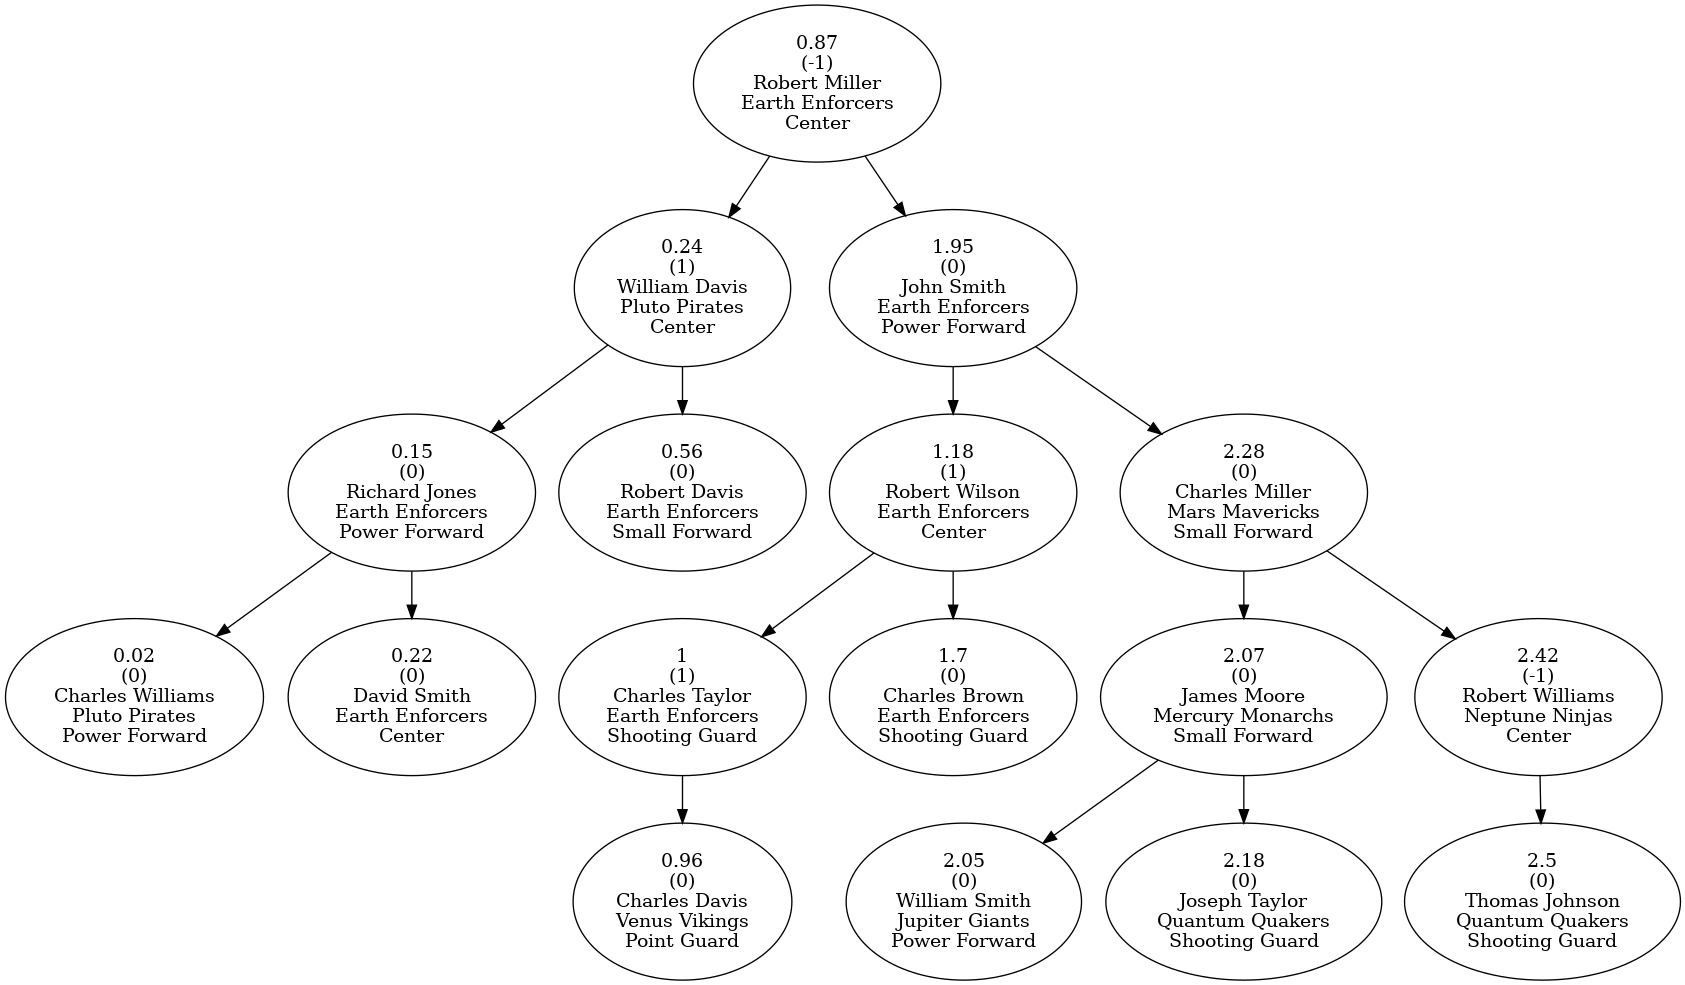 0.87
(-1)
Robert Miller
Earth Enforcers
Center
0.24
(1)
William Davis
Pluto Pirates
Center
1.95
(0)
John Smith
Earth Enforcers
Power Forward
0.15
(0)
Richard Jones
Earth Enforcers
Power Forward
0.56
(0)
Robert Davis
Earth Enforcers
Small Forward
1.18
(1)
Robert Wilson
Earth Enforcers
Center
2.28
(0)
Charles Miller
Mars Mavericks
Small Forward
0.02
(0)
Charles Williams
Pluto Pirates
Power Forward
0.22
(0)
David Smith
Earth Enforcers
Center
1
(1)
Charles Taylor
Earth Enforcers
Shooting Guard
1.7
(0)
Charles Brown
Earth Enforcers
Shooting Guard
2.07
(0)
James Moore
Mercury Monarchs
Small Forward
2.42
(-1)
Robert Williams
Neptune Ninjas
Center
0.96
(0)
Charles Davis
Venus Vikings
Point Guard
2.05
(0)
William Smith
Jupiter Giants
Power Forward
2.18
(0)
Joseph Taylor
Quantum Quakers
Shooting Guard
2.5
(0)
Thomas Johnson
Quantum Quakers
Shooting Guard